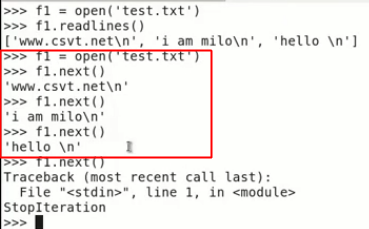 >>> f1 = open('test.txt')
>>> f1.readlines()
['www.csvt.net\n', 'i am milo\n', 'hello \n']
>>> f1 = open('test.txt')
>>> f1.next()
'www.csvt.net\n'
>>> f1.next()
'i am milo\n'
>>> f1.next()
'hello \n'
>>> f1.next()
Traceback (most recent call last):
  File "<stdin>", line 1, in <module>
StopIteration
>>>